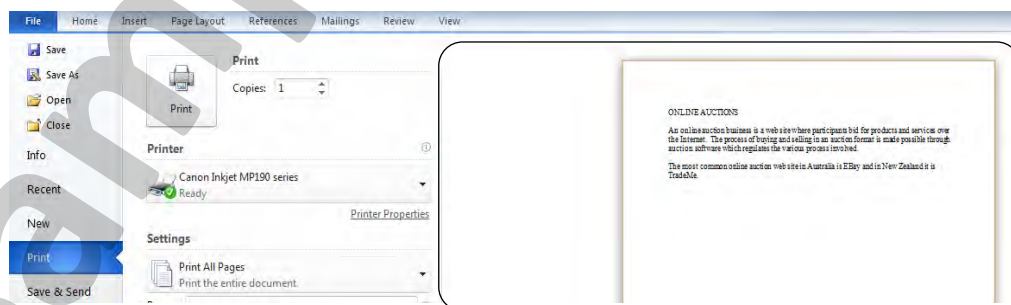 File Home Insert Page Layout References Mailings Review View
Save
Save As
Open
Close
Info
Recent
New
Print
Save & Send
Print
Copies: 1
Print
Printer
Canon Inkjet MP190 series
Ready
Printer Properties
Settings
Print All Pages
Print the entire document
ONLINE AUCTIONS
An online auction business is a web site where participants bid for products and services over
the Internet. The process of buying and selling in an auction format is made possible through
auction software which regulates the various process involved.
The most common online auction web site in Australia is EBay and in New Zealand it is
TradeMe.